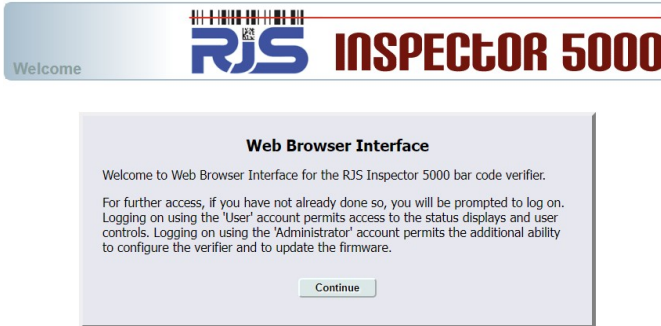 Welcome
RJS INSPECTOR 5000
Web Browser Interface
Welcome to Web Browser Interface for the RJS Inspector 5000 bar code verifier.
For further access, if you have not already done so, you will be prompted to log on.
Logging on using the 'User' account permits access to the status displays and user
controls. Logging on using the 'Administrator' account permits the additional ability
to configure the verifier and to update the firmware.
Continue